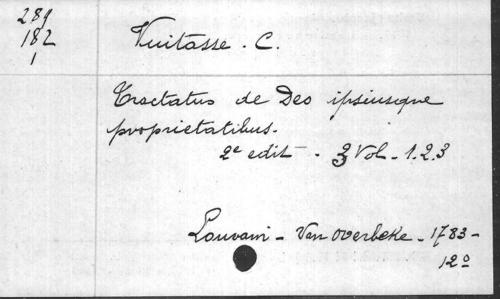 289
182
1
Vuitasse. C.
Tractatus de Deo ipsiusque
proprietatibus.
2e edit - 3 Vol - 1.2.3
Louvain - Van Overbeke - 1783 -
12o